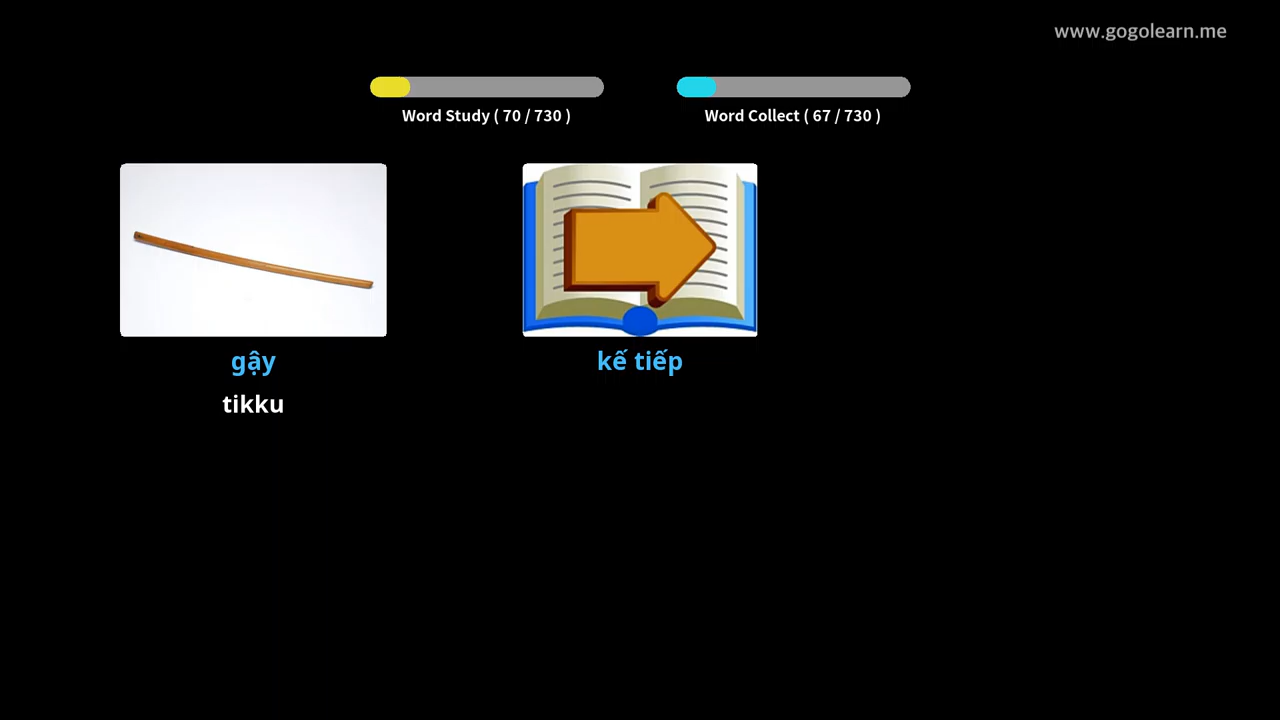 www.gogolearn.me
Word Study ( 70 / 730 )
Word Collect ( 67 / 730 )
gậy
kế tiếp
tikku